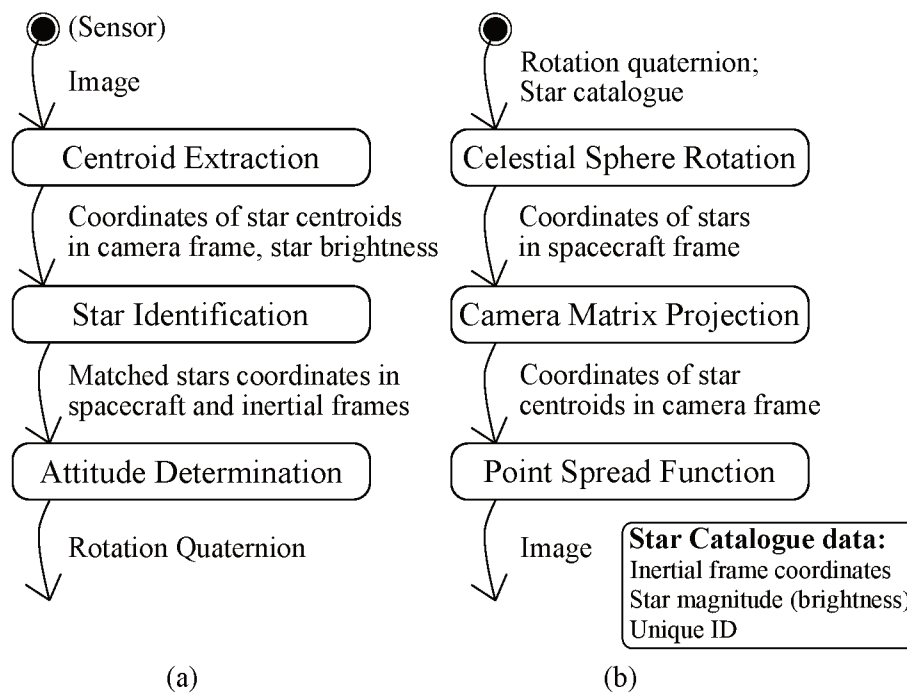 (Sensor)
Image
Centroid Extraction
Coordinates of star centroids
in camera frame, star brightness
Star Identification
Matched stars coordinates in
spacecraft and inertial frames
Attitude Determination
Rotation Quaternion
(a)
Rotation quaternion;
Star catalogue
Celestial Sphere Rotation
Coordinates of stars
in spacecraft frame
Camera Matrix Projection
Coordinates of star
centroids in camera frame
Point Spread Function
Image
Star Catalogue data:
Inertial frame coordinates
Star magnitude (brightness)
Unique ID
(b)